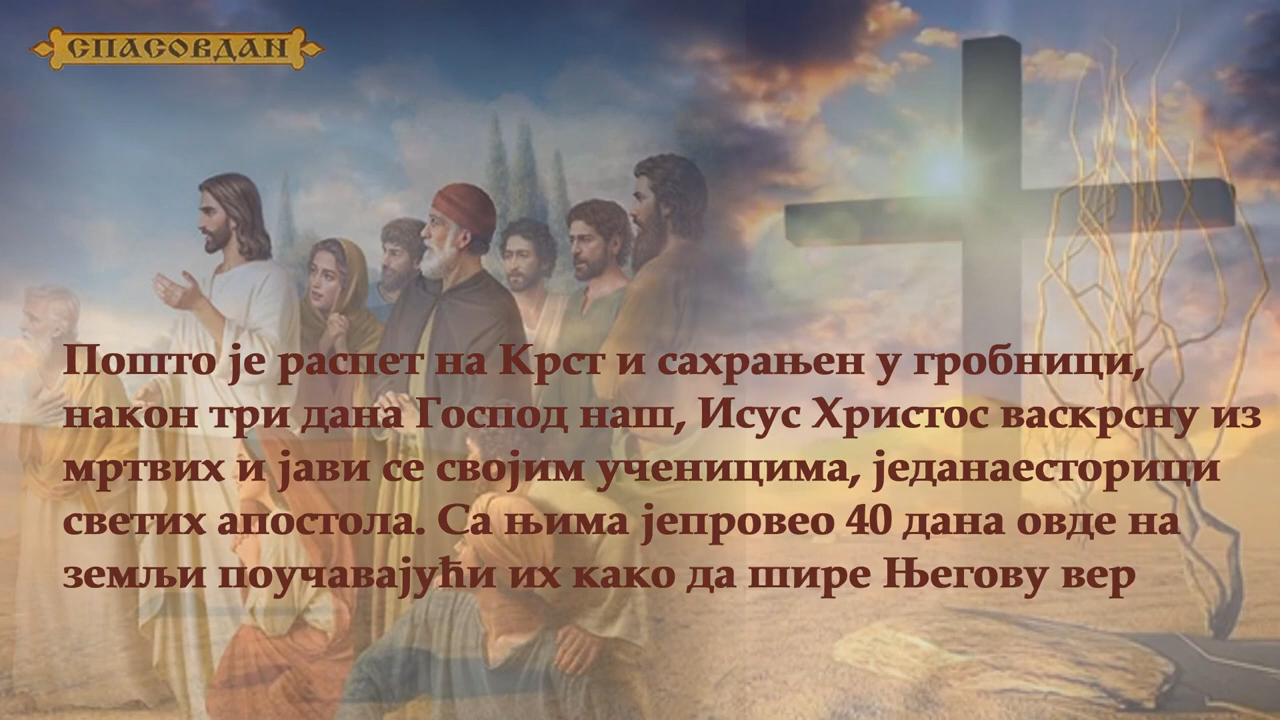 СПАСОВДАН
Пошто је распет на Крст и сахрањен у гробници,
након три дана Господ наш, Исус Христос васкрсну из
мртвих и јави се својим ученицима, једанаесторици
светих апостола. Са њима јепровео 40 дана овде на
земљи поучавајући их како да шире Његову вер